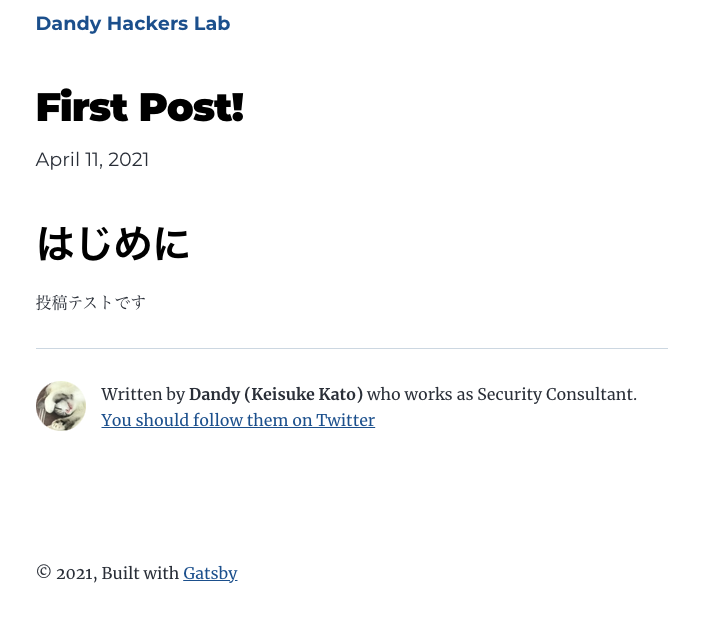 Dandy Hackers Lab
First Post!
April 11, 2021
はじめに
投稿テストです
Written by Dandy (Keisuke Kato) who works as Security Consultant.
You should follow them on Twitter
© 2021, Built with Gatsby